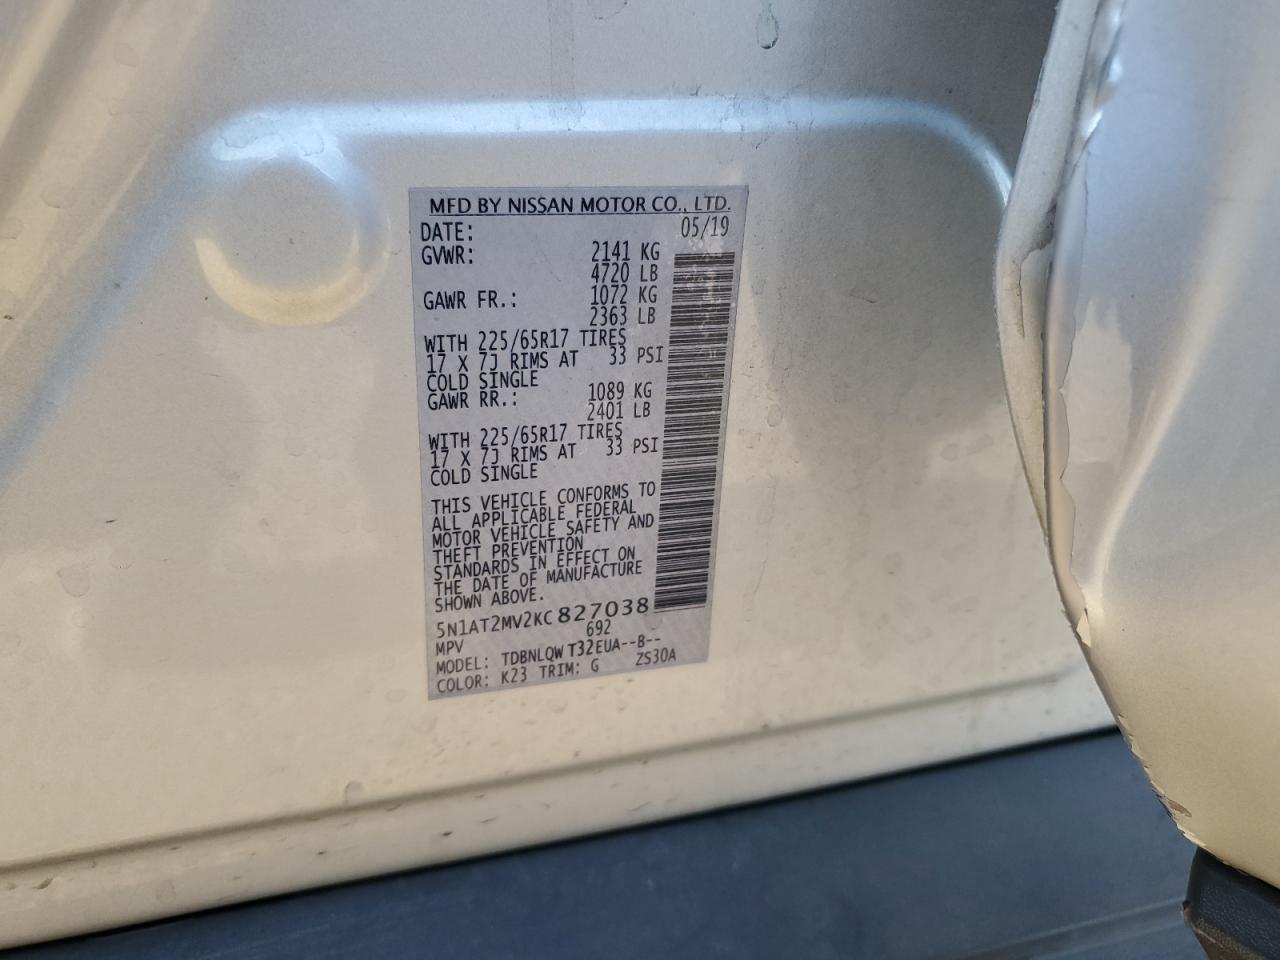 MFD BY NISSAN MOTOR CO., LTD.
DATE: 05/19
GVWR: 2141 KG
4720 LB
GAWR FR.: 1072 KG
2363 LB
WITH 225/65R17 TIRES
17 X 7J RIMS AT 33 PSI
COLD SINGLE
GAWR RR.: 1089 KG
2401 LB
WITH 225/65R17 TIRES
17 X 7J RIMS AT 33 PSI
COLD SINGLE
THIS VEHICLE CONFORMS TO
ALL APPLICABLE FEDERAL
MOTOR VEHICLE SAFETY AND
THEFT PREVENTION
STANDARDS IN EFFECT ON
THE DATE OF MANUFACTURE
SHOWN ABOVE.
5N1AT2MV2KC827038
MPV 692
MODEL: TDBNLQW T32EUA--B--
COLOR: K23 TRIM: G ZS30A